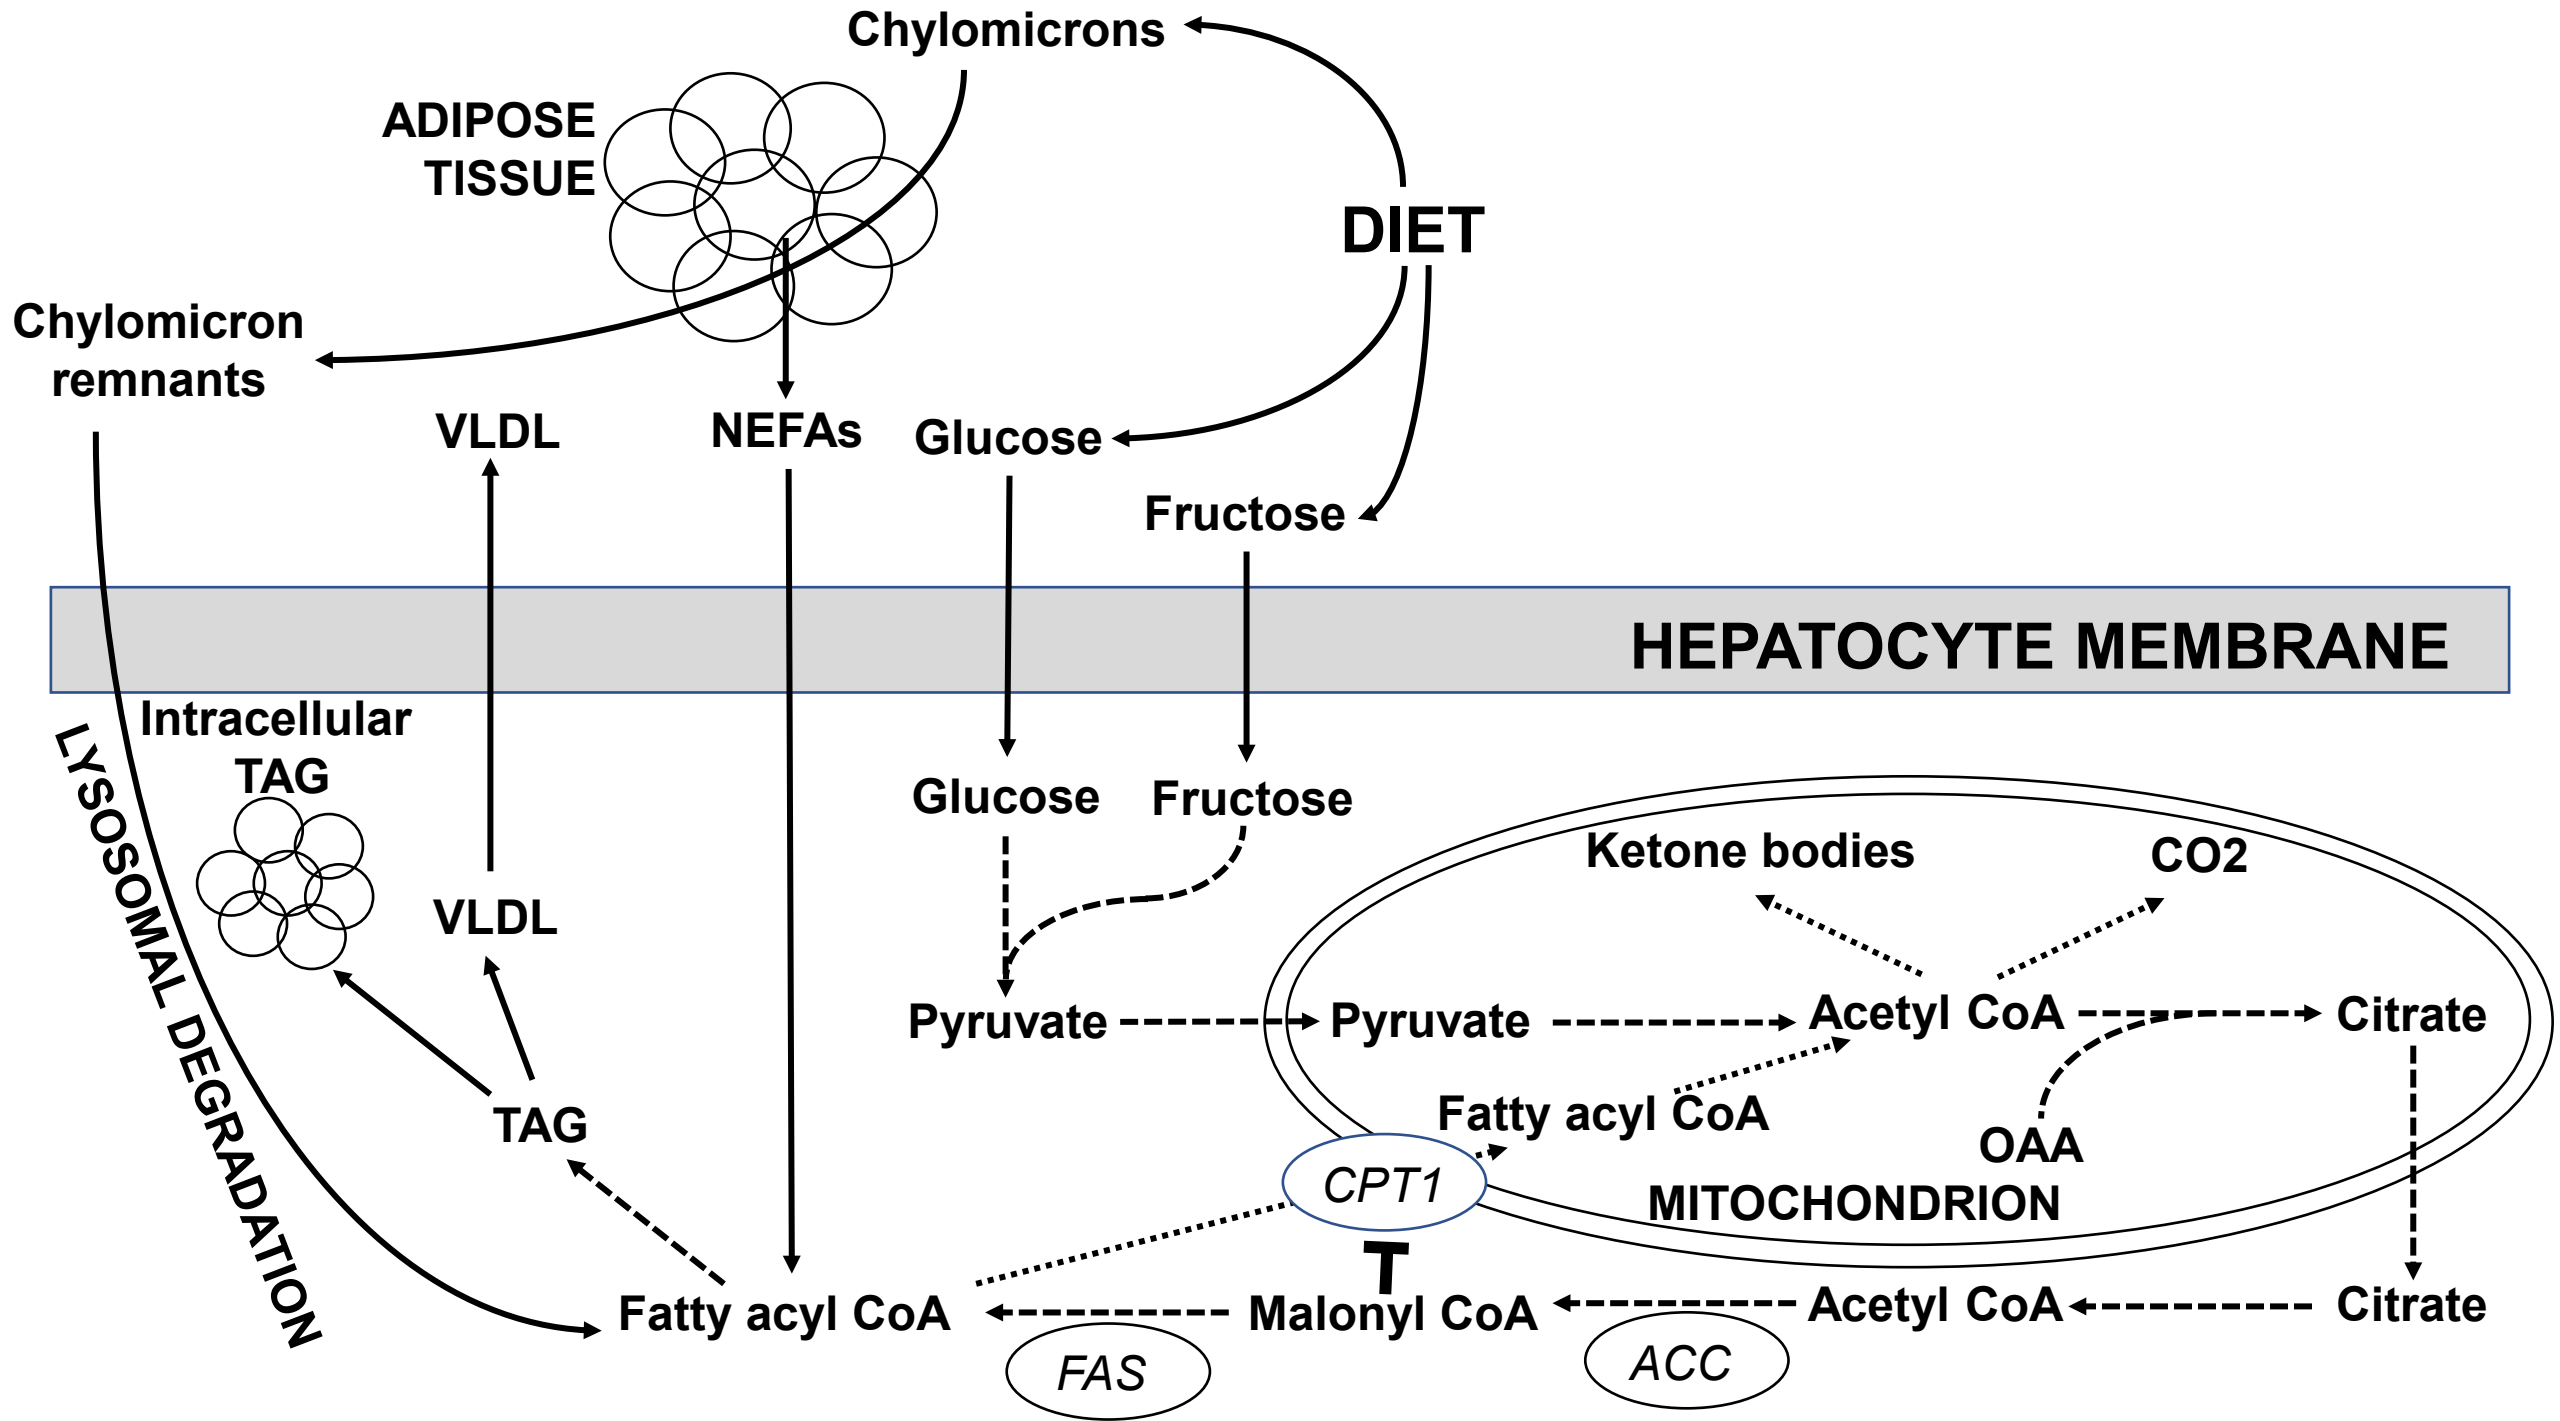 Chylomicrons
ADIPOSE
TISSUE
DIET
Chylomicron
remnants
VLDL
NEFAs
Glucose
Fructose
HEPATOCYTE MEMBRANE
Intracellular
TAG
LYSOSOMAL DEGRADATION
Glucose
Fructose
Ketone bodies
CO2
VLDL
Pyruvate
Pyruvate
Acetyl CoA
Citrate
Fatty acyl CoA
TAG
OAA
CPT1
MITOCHONDRION
Fatty acyl CoA
Malonyl CoA
Acetyl CoA
Citrate
FAS
ACC